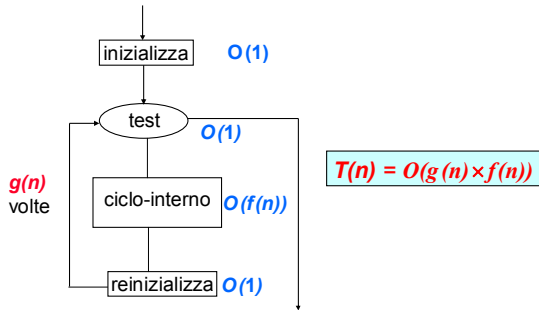 inizializza O(1)
test
O(1)
g(n)
volte
ciclo-interno O(f(n))
T(n) = O(g(n)×f(n))
reinizializza O(1)